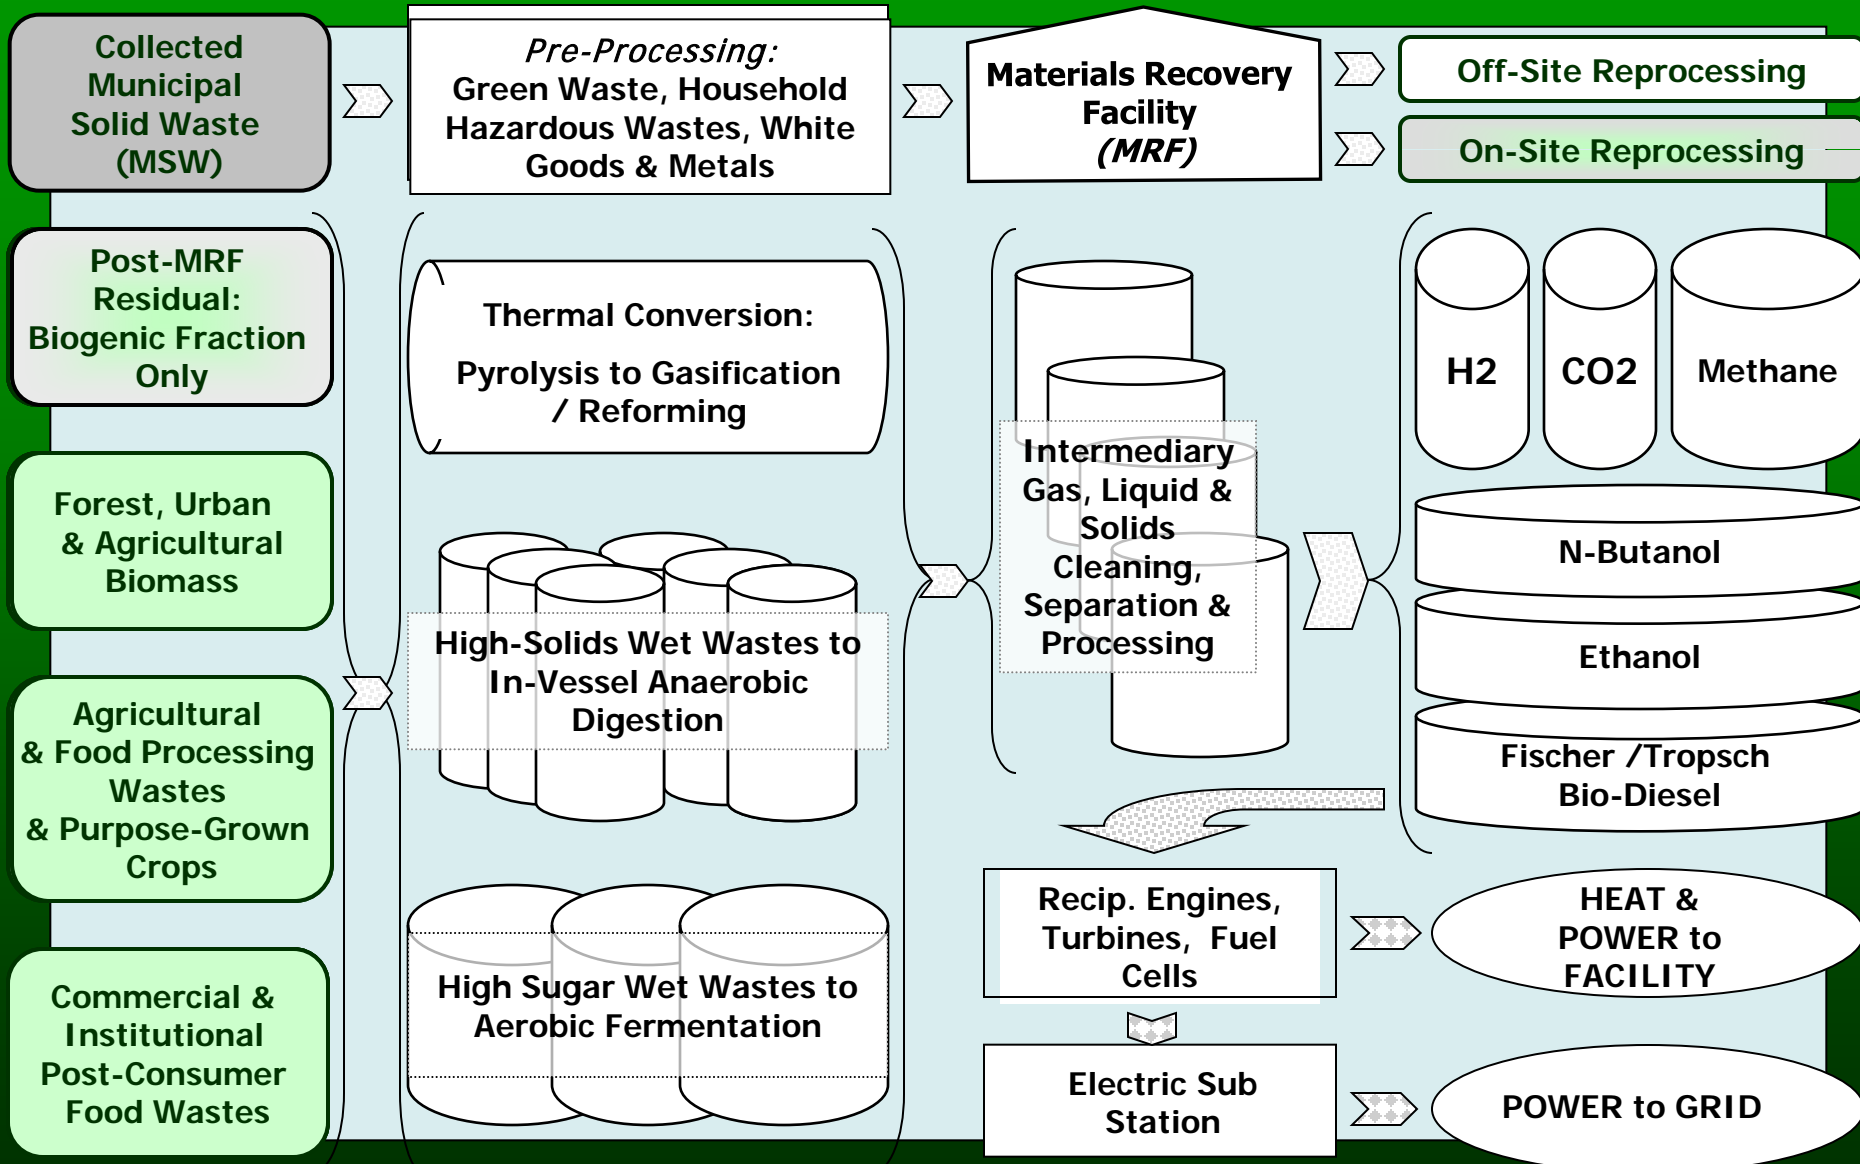 Collected
Municipal
Solid Waste
(MSW)
Pre-Processing:
Green Waste, Household
Hazardous Wastes, White
Goods & Metals
Materials Recovery
Facility
(MRF)
Off-Site Reprocessing
On-Site Reprocessing
Post-MRF
Residual:
Biogenic Fraction
Only
Forest, Urban
& Agricultural
Biomass
Agricultural
& Food Processing
Wastes
& Purpose-Grown
Crops
Commercial &
Institutional
Post-Consumer
Food Wastes
Thermal Conversion:
Pyrolysis to Gasification
/ Reforming
High-Solids Wet Wastes to
In-Vessel Anaerobic
Digestion
High Sugar Wet Wastes to
Aerobic Fermentation
Intermediary
Gas, Liquid &
Solids
Cleaning,
Separation &
Processing
H2
CO2
Methane
N-Butanol
Ethanol
Fischer /Tropsch
Bio-Diesel
Recip. Engines,
Turbines, Fuel
Cells
HEAT &
POWER to
FACILITY
Electric Sub
Station
POWER to GRID